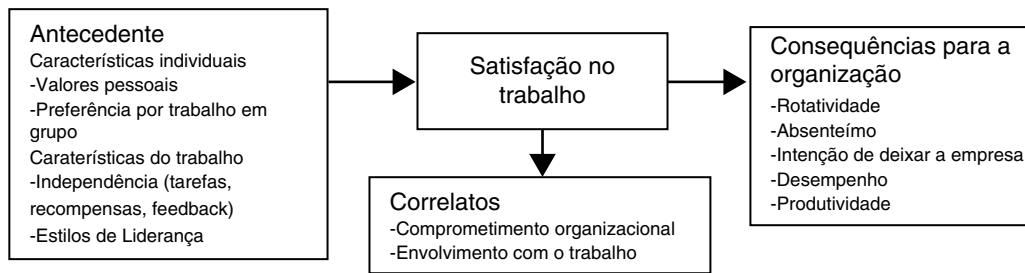 Antecedente
Características individuais
-Valores pessoais
-Preferência por trabalho em
grupo
Caraterísticas do trabalho
-Independência (tarefas,
recompensas, feedback)
-Estilos de Liderança
Satisfação no
trabalho
Correlatos
-Comprometimento organizacional
-Envolvimento com o trabalho
Consequências para a
organização
-Rotatividade
-Absenteímo
-Intenção de deixar a empresa
-Desempenho
-Produtividade